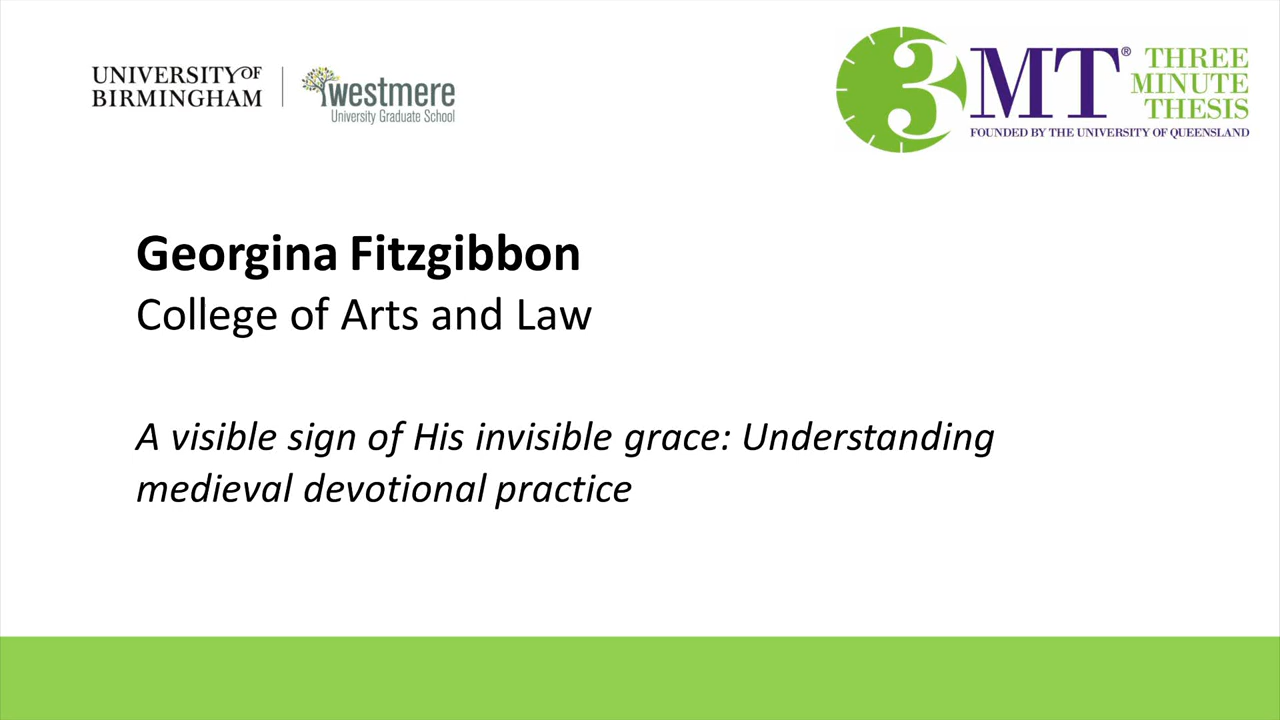 UNIVERSITY OF
BIRMINGHAM
westmere
University Graduate School
3MT® THREE
MINUTE
THESIS
FOUNDED BY THE UNIVERSITY OF QUEENSLAND
Georgina Fitzgibbon
College of Arts and Law
A visible sign of His invisible grace: Understanding
medieval devotional practice